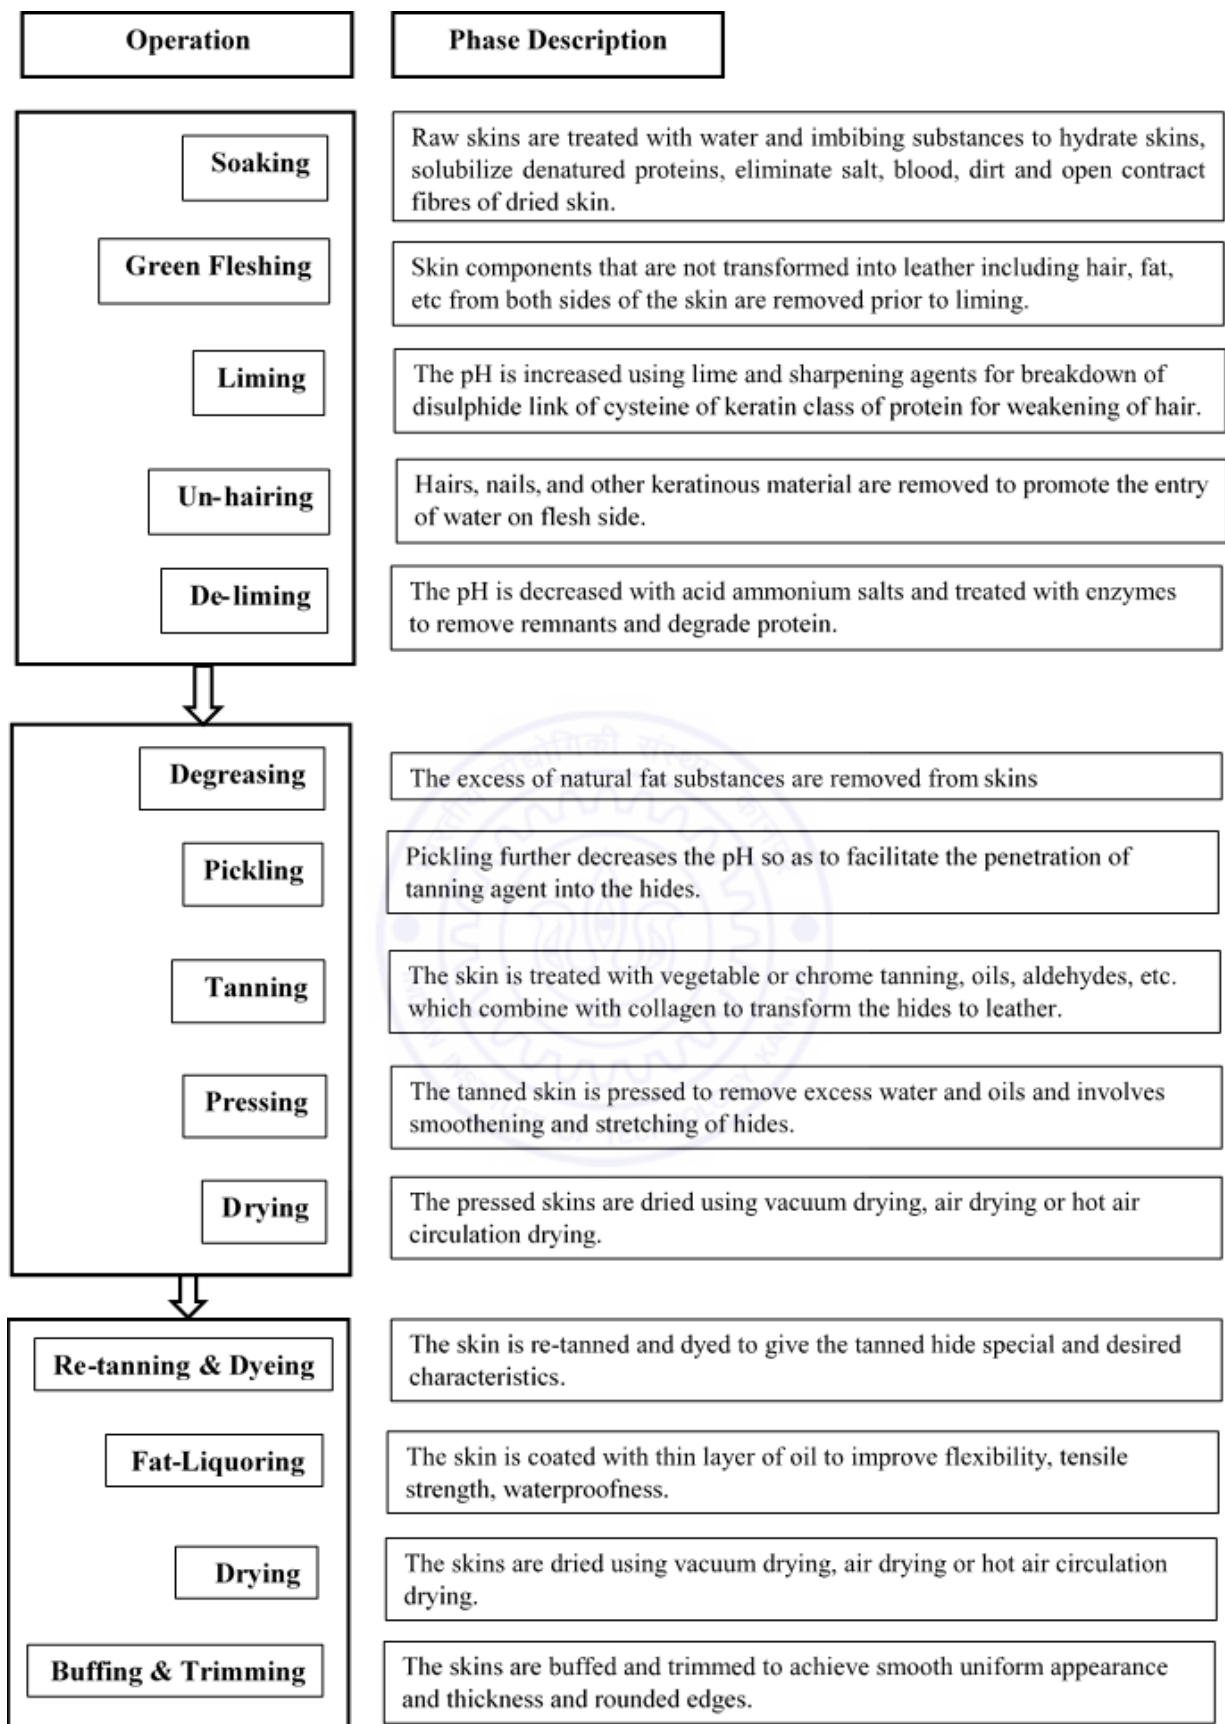 Operation
Phase Description
Soaking
Raw skins are treated with water and imbibing substances to hydrate skins,
solubilize denatured proteins, eliminate salt, blood, dirt and open contract
fibres of dried skin.
Green Fleshing
Skin components that are not transformed into leather including hair, fat,
etc from both sides of the skin are removed prior to liming.
Liming
The pH is increased using lime and sharpening agents for breakdown of
disulphide link of cysteine of keratin class of protein for weakening of hair.
Un-hairing
Hairs, nails, and other keratinous material are removed to promote the entry
of water on flesh side.
De-liming
The pH is decreased with acid ammonium salts and treated with enzymes
to remove remnants and degrade protein.
Degreasing
The excess of natural fat substances are removed from skins
Pickling
Pickling further decreases the pH so as to facilitate the penetration of
tanning agent into the hides.
Tanning
The skin is treated with vegetable or chrome tanning, oils, aldehydes, etc.
which combine with collagen to transform the hides to leather.
Pressing
The tanned skin is pressed to remove excess water and oils and involves
smoothening and stretching of hides.
Drying
The pressed skins are dried using vacuum drying, air drying or hot air
circulation drying.
Re-tanning & Dyeing
The skin is re-tanned and dyed to give the tanned hide special and desired
characteristics.
Fat-Liquoring
The skin is coated with thin layer of oil to improve flexibility, tensile
strength, waterproofness.
Drying
The skins are dried using vacuum drying, air drying or hot air circulation
drying.
Buffing & Trimming
The skins are buffed and trimmed to achieve smooth uniform appearance
and thickness and rounded edges.